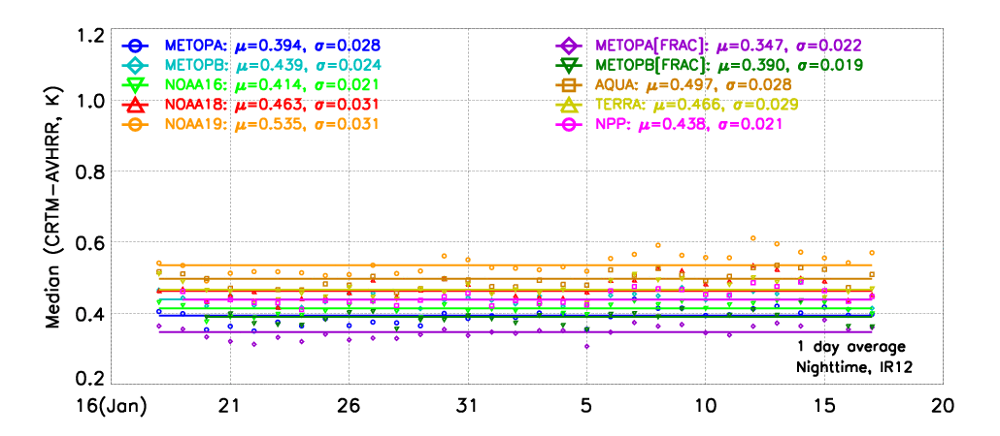 1.2
METOPA: μ=0.394, σ=0.028
METOPB: μ=0.439, σ=0.024
NOAA16: μ=0.414, σ=0.021
NOAA18: μ=0.463, σ=0.031
NOAA19: μ=0.535, σ=0.031
METOPA[FRAC]: μ=0.347, σ=0.022
METOPB[FRAC]: μ=0.390, σ=0.019
AQUA: μ=0.497, σ=0.028
TERRA: μ=0.466, σ=0.029
NPP: μ=0.438, σ=0.021
1.0
0.8
0.6
0.4
0.2
Median (CRTM-AVHRR, K)
1 day average
Nighttime, IR12
16(Jan) 21 26 31 5 10 15 20